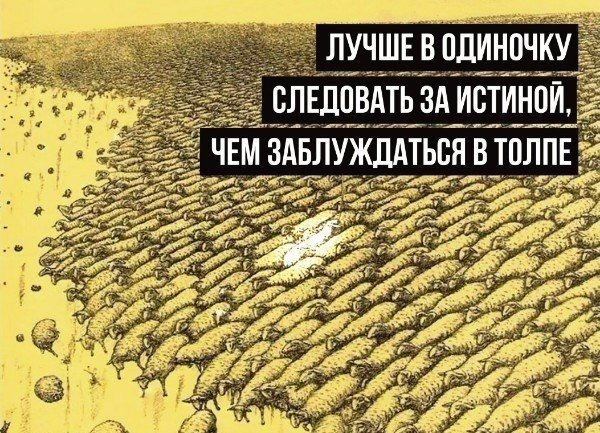 ЛУЧШЕ В ОДИНОЧКУ
СЛЕДОВАТЬ ЗА ИСТИНОЙ,
ЧЕМ ЗАБЛУЖДАТЬСЯ В ТОЛПЕ